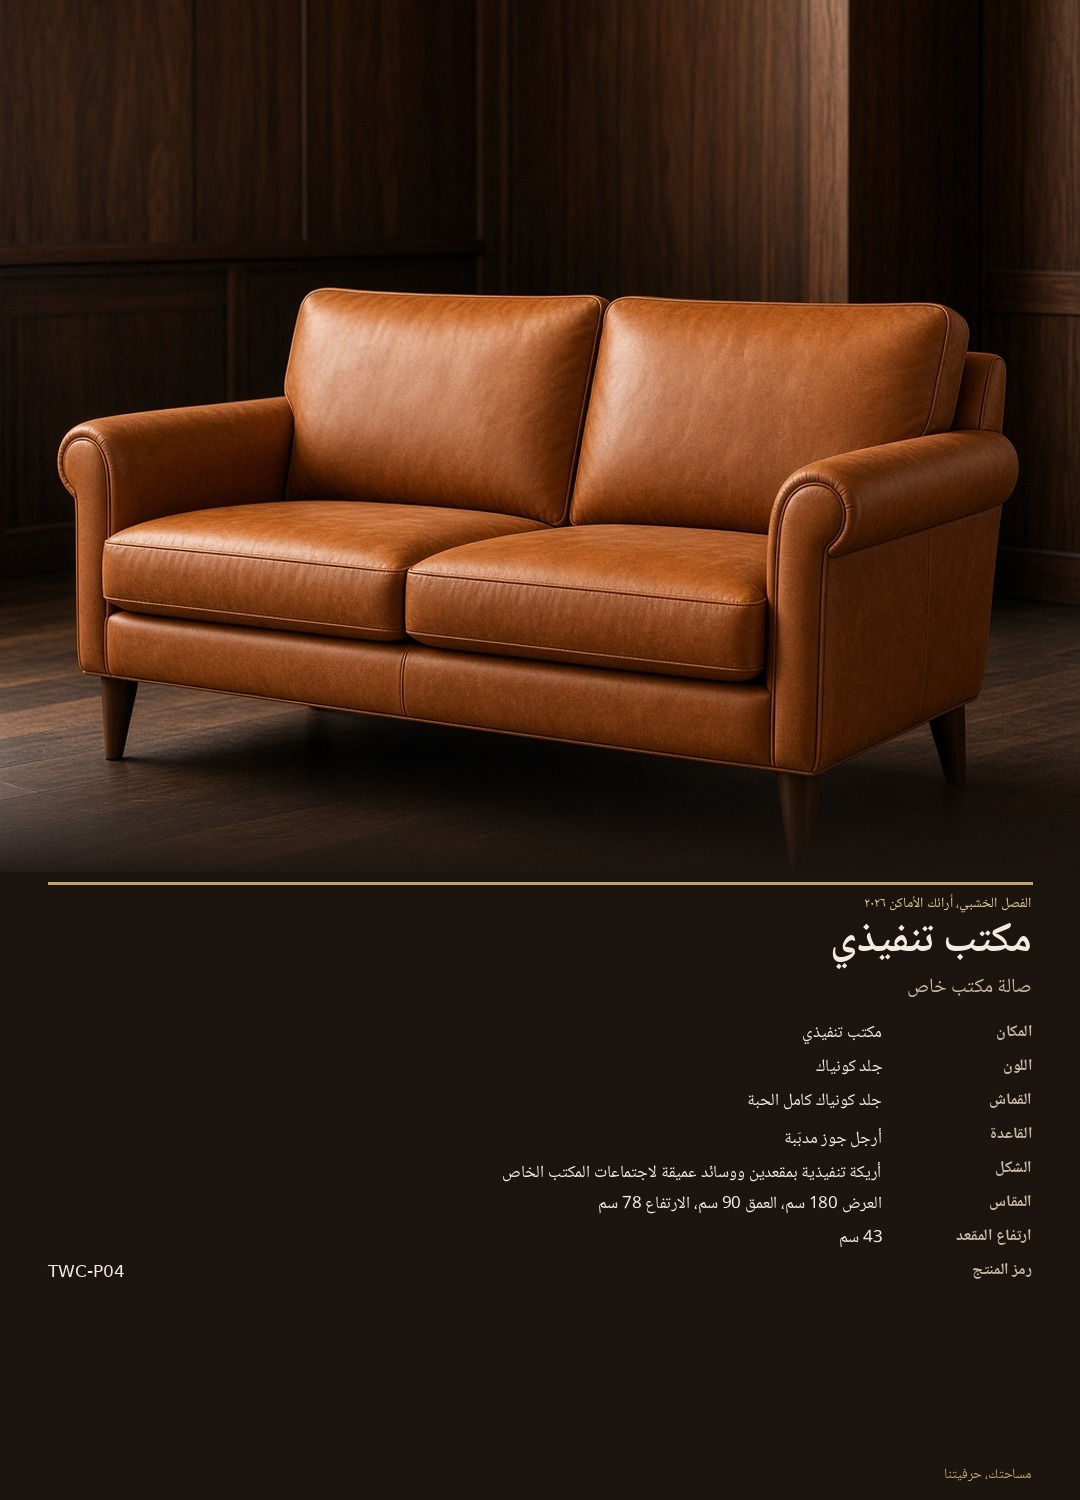 الفصل الخشبي، أرائك الأماكن ٢٠٢٦
مكتب تنفيذي
صالة مكتب خاص
المكان مكتب تنفيذي
اللون جلد كونياك
القماش جلد كونياك كامل الحبة
القاعدة أرجل جوز مدبّبة
الشكل أريكة تنفيذية بمقعدين ووسائد عميقة لاجتماعات المكتب الخاص
المقاس العرض 180 سم، العمق 90 سم، الارتفاع 78 سم
ارتفاع المقعد 43 سم
رمز المنتج TWC-P04
مساحتك، حرفيتنا